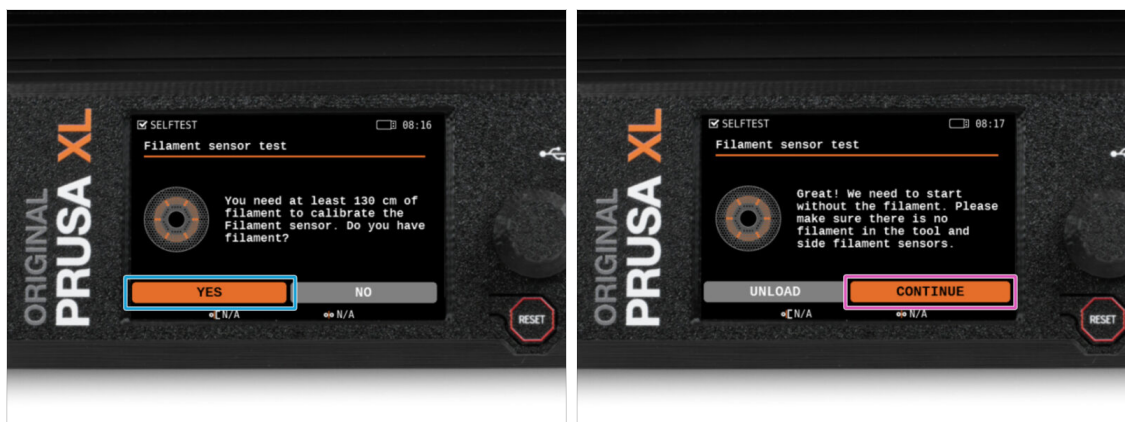 ORIGINAL
PRUSA XL
SELFTEST
08:16
Filament sensor test
You need at least 130 cm of
filament to calibrate the
Filament sensor. Do you have
filament?
YES
NO
N/A
N/A
RESET
ORIGINAL
PRUSA XL
SELFTEST
08:17
Filament sensor test
Great! We need to start
without the filament. Please
make sure there is no
filament in the tool and
side filament sensors.
UNLOAD
CONTINUE
N/A
N/A
RESET